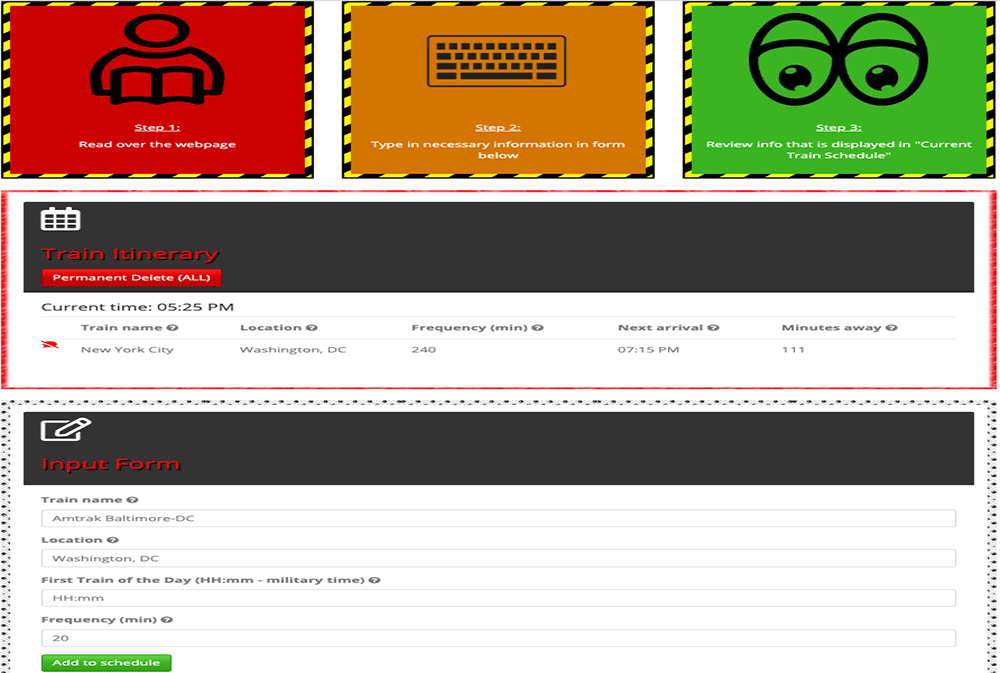 Step 1:
Read over the webpage
Step 2:
Type in necessary information in form
below
Step 3:
Review info that is displayed in "Current
Train Schedule"
Train Itinerary
Permanent Delete (ALL)
Current time: 05:25 PM
Train name Location Frequency (min) Next arrival Minutes away
New York City Washington, DC 240 07:15 PM 111
Input Form
Train name
Amtrak Baltimore-DC
Location
Washington, DC
First Train of the Day (HH:mm - military time)
HH:mm
Frequency (min)
20
Add to schedule